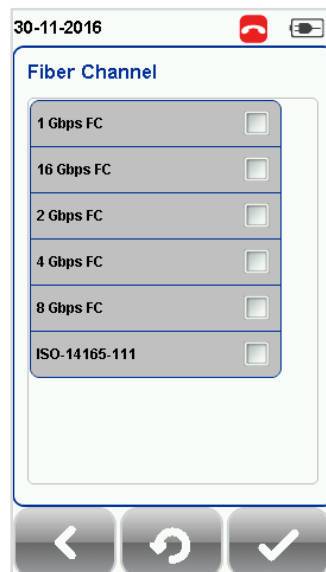 30-11-2016
Fiber Channel
1 Gbps FC
16 Gbps FC
2 Gbps FC
4 Gbps FC
8 Gbps FC
ISO-14165-111